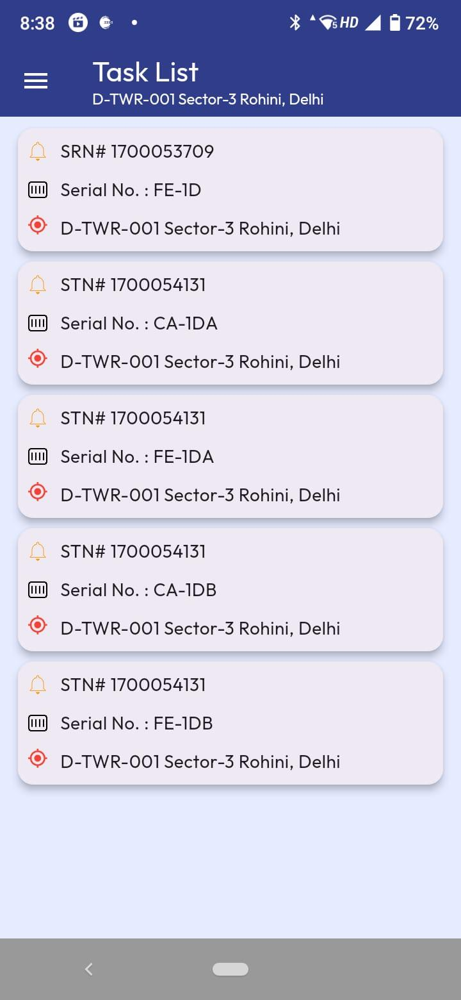 8:38
5 HD 72%
Task List
D-TWR-001 Sector-3 Rohini, Delhi
SRN# 1700053709
Serial No. : FE-1D
D-TWR-001 Sector-3 Rohini, Delhi
STN# 1700054131
Serial No. : CA-1DA
D-TWR-001 Sector-3 Rohini, Delhi
STN# 1700054131
Serial No. : FE-1DA
D-TWR-001 Sector-3 Rohini, Delhi
STN# 1700054131
Serial No. : CA-1DB
D-TWR-001 Sector-3 Rohini, Delhi
STN# 1700054131
Serial No. : FE-1DB
D-TWR-001 Sector-3 Rohini, Delhi